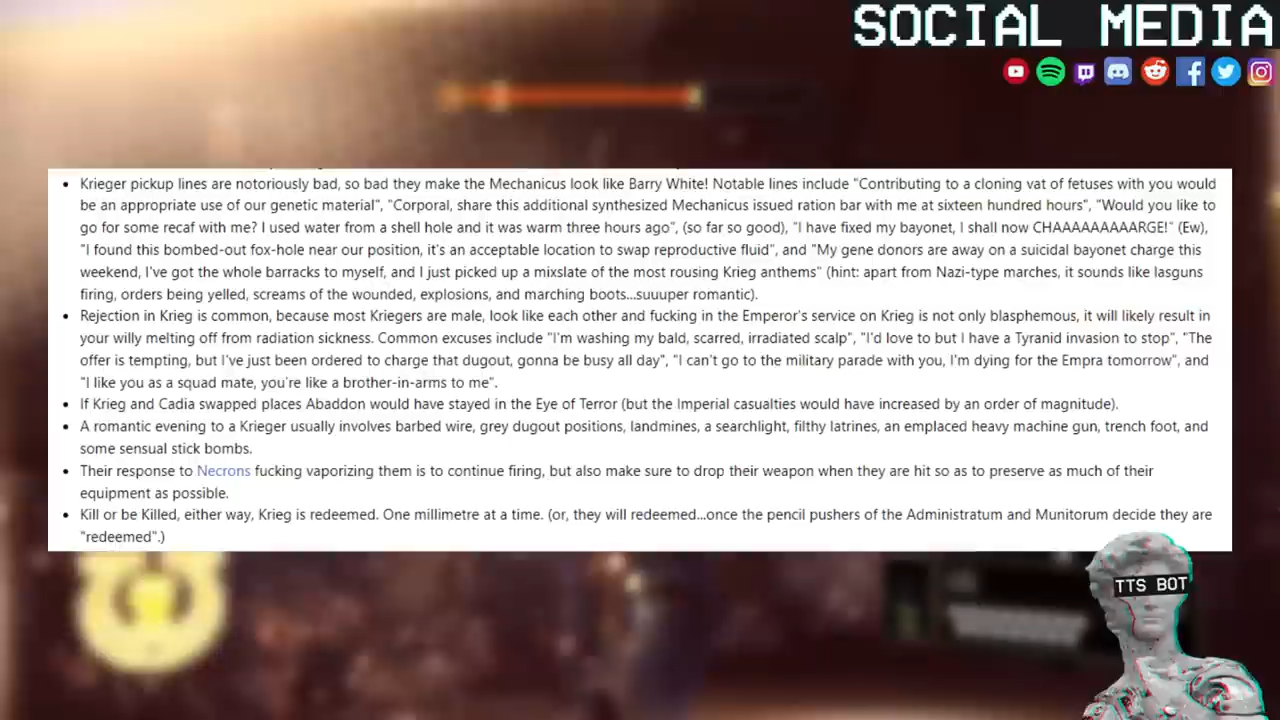 SOCIAL MEDIA
• Krieger pickup lines are notoriously bad, so bad they make the Mechanicus look like Barry White! Notable lines include "Contributing to a cloning vat of fetuses with you would
be an appropriate use of our genetic material", "Corporal, share this additional synthesized Mechanicus issued ration bar with me at sixteen hundred hours", "Would you like to
go for some recaf with me? I used water from a shell hole and it was warm three hours ago", (so far so good), "I have fixed my bayonet, I shall now CHAAAAAAAAARGE!" (Ew),
"I found this bombed-out fox-hole near our position, it's an acceptable location to swap reproductive fluid", and "My gene donors are away on a suicidal bayonet charge this
weekend, I've got the whole barracks to myself, and I just picked up a mixslate of the most rousing Krieg anthems" (hint: apart from Nazi-type marches, it sounds like lasguns
firing, orders being yelled, screams of the wounded, explosions, and marching boots...suuuper romantic).
• Rejection in Krieg is common, because most Kriegers are male, look like each other and fucking in the Emperor's service on Krieg is not only blasphemous, it will likely result in
your willy melting off from radiation sickness. Common excuses include "I'm washing my bald, scarred, irradiated scalp", "I'd love to but I have a Tyranid invasion to stop", "The
offer is tempting, but I've just been ordered to charge that dugout, gonna be busy all day", "I can't go to the military parade with you, I'm dying for the Empra tomorrow", and
"I like you as a squad mate, you're like a brother-in-arms to me".
• If Krieg and Cadia swapped places Abaddon would have stayed in the Eye of Terror (but the Imperial casualties would have increased by an order of magnitude).
• A romantic evening to a Krieger usually involves barbed wire, grey dugout positions, landmines, a searchlight, filthy latrines, an emplaced heavy machine gun, trench foot, and
some sensual stick bombs.
• Their response to Necrons fucking vaporizing them is to continue firing, but also make sure to drop their weapon when they are hit so as to preserve as much of their
equipment as possible.
• Kill or be Killed, either way, Krieg is redeemed. One millimetre at a time. (or, they will redeemed...once the pencil pushers of the Administratum and Munitorum decide they are
"redeemed".)
TTS BOT